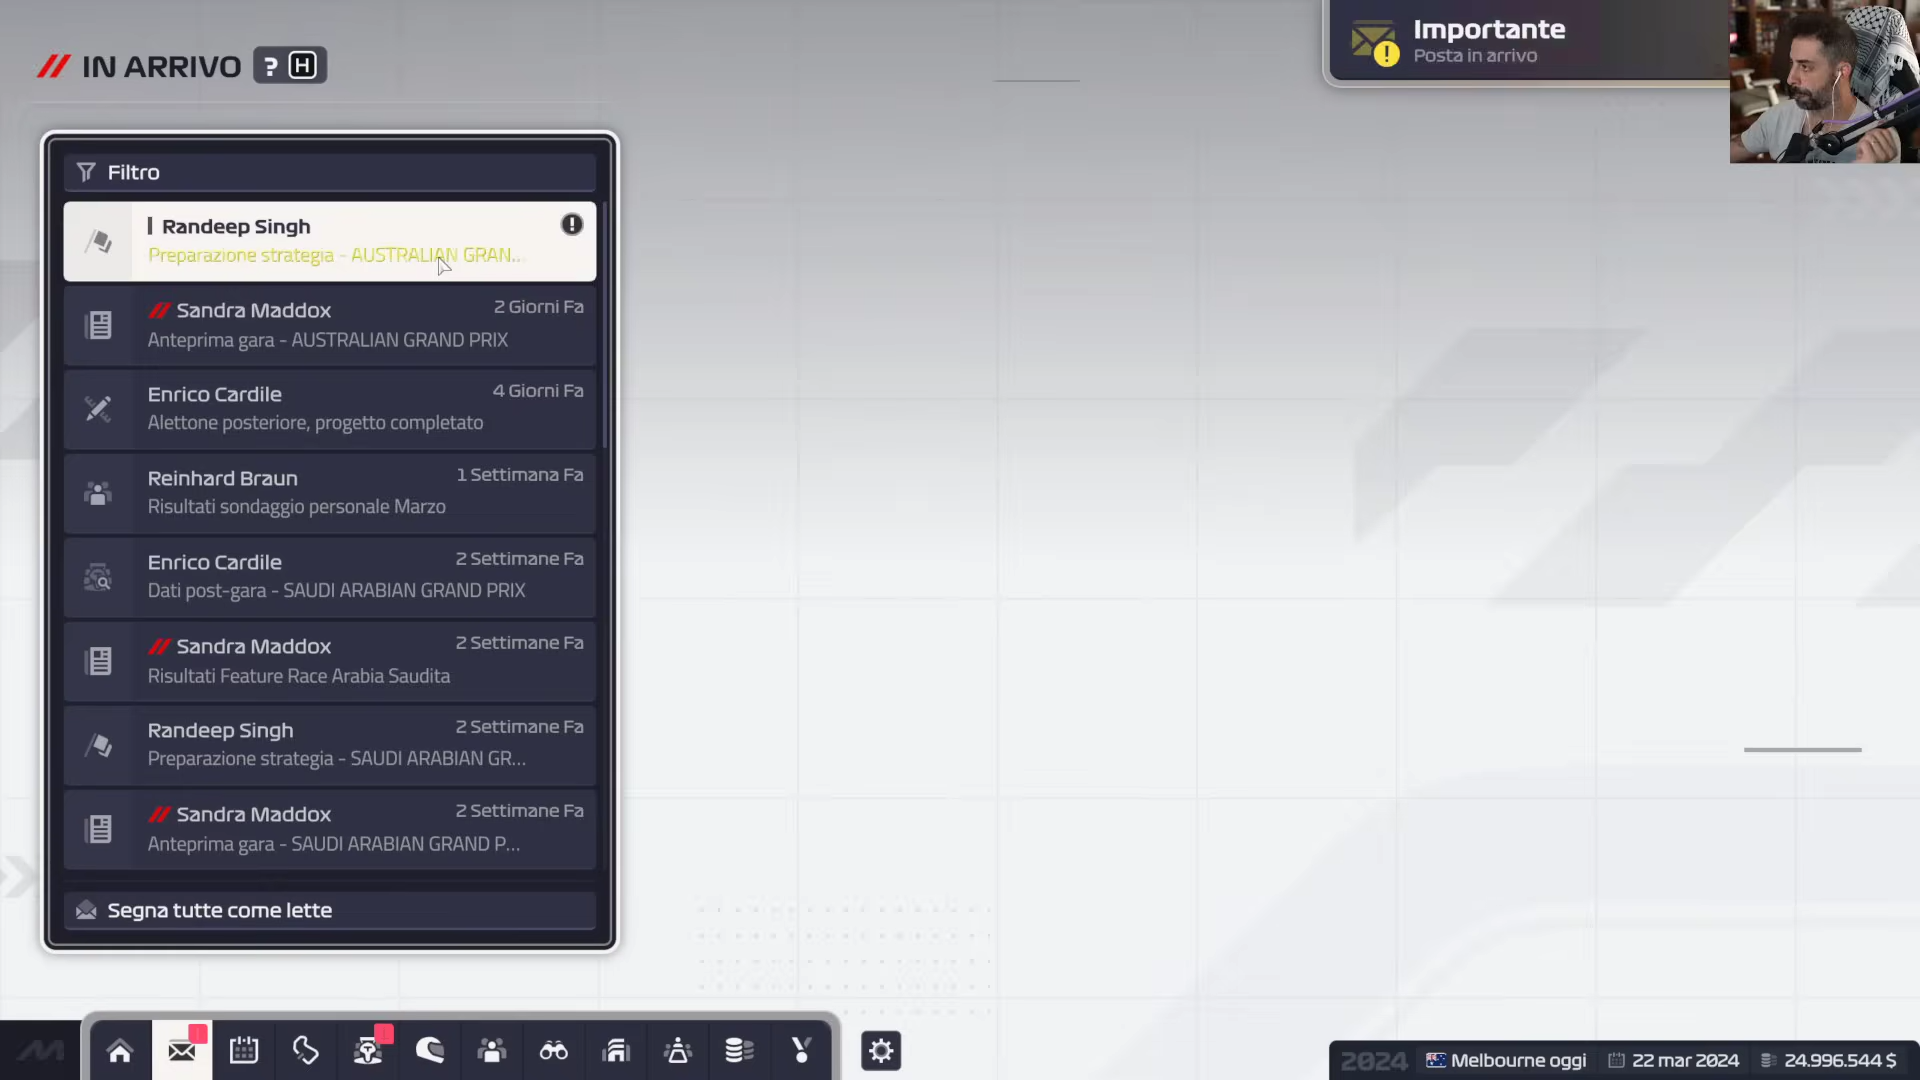 IN ARRIVO ? H
Importante
Posta in arrivo
Filtro
Randeep Singh
Preparazione strategia - AUSTRALIAN GRAN...
Sandra Maddox 2 Giorni Fa
Anteprima gara - AUSTRALIAN GRAND PRIX
Enrico Cardile 4 Giorni Fa
Alettone posteriore, progetto completato
Reinhard Braun 1 Settimana Fa
Risultati sondaggio personale Marzo
Enrico Cardile 2 Settimane Fa
Dati post-gara - SAUDI ARABIAN GRAND PRIX
Sandra Maddox 2 Settimane Fa
Risultati Feature Race Arabia Saudita
Randeep Singh 2 Settimane Fa
Preparazione strategia - SAUDI ARABIAN GR...
Sandra Maddox 2 Settimane Fa
Anteprima gara - SAUDI ARABIAN GRAND P...
Segna tutte come lette
2024 Melbourne oggi 22 mar 2024 24.996.544 $